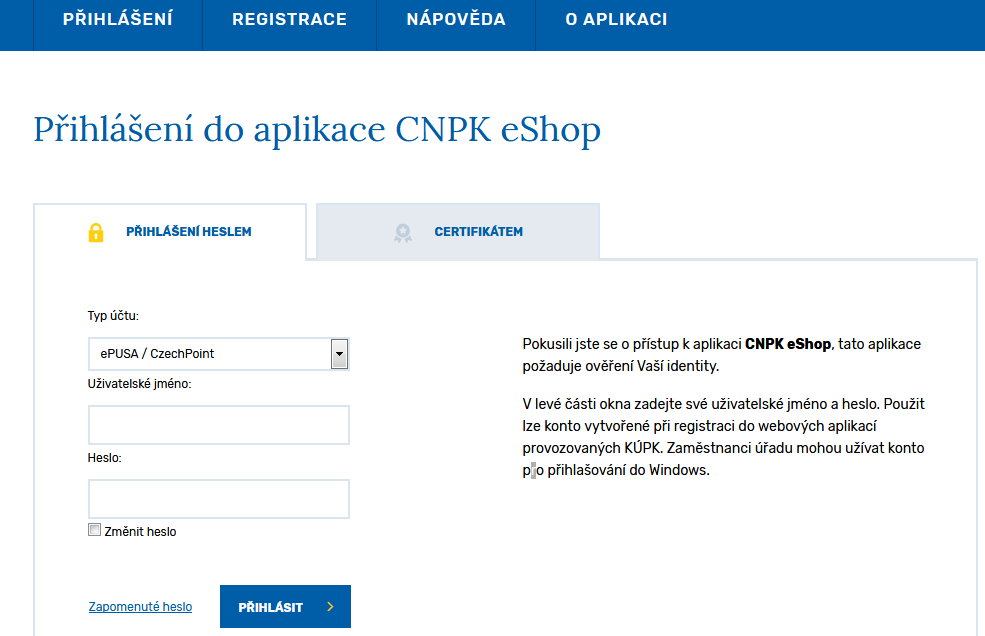 PŘIHLÁŠENÍ REGISTRACE NÁPOVĚDA O APLIKACI
Přihlášení do aplikace CNPK eShop
PŘIHLÁŠENÍ HESLEM CERTIFIKÁTEM
Typ účtu:
ePUSA / CzechPoint
Uživatelské jméno:
Heslo:
Změnit heslo
Zapomenuté heslo PŘIHLÁSIT
Pokusili jste se o přístup k aplikaci CNPK eShop, tato aplikace
požaduje ověření Vaší identity.
V levé části okna zadejte své uživatelské jméno a heslo. Použit
lze konto vytvořené při registraci do webových aplikací
provozovaných KÚPK. Zaměstnanci úřadu mohou užívat konto
přihlašování do Windows.